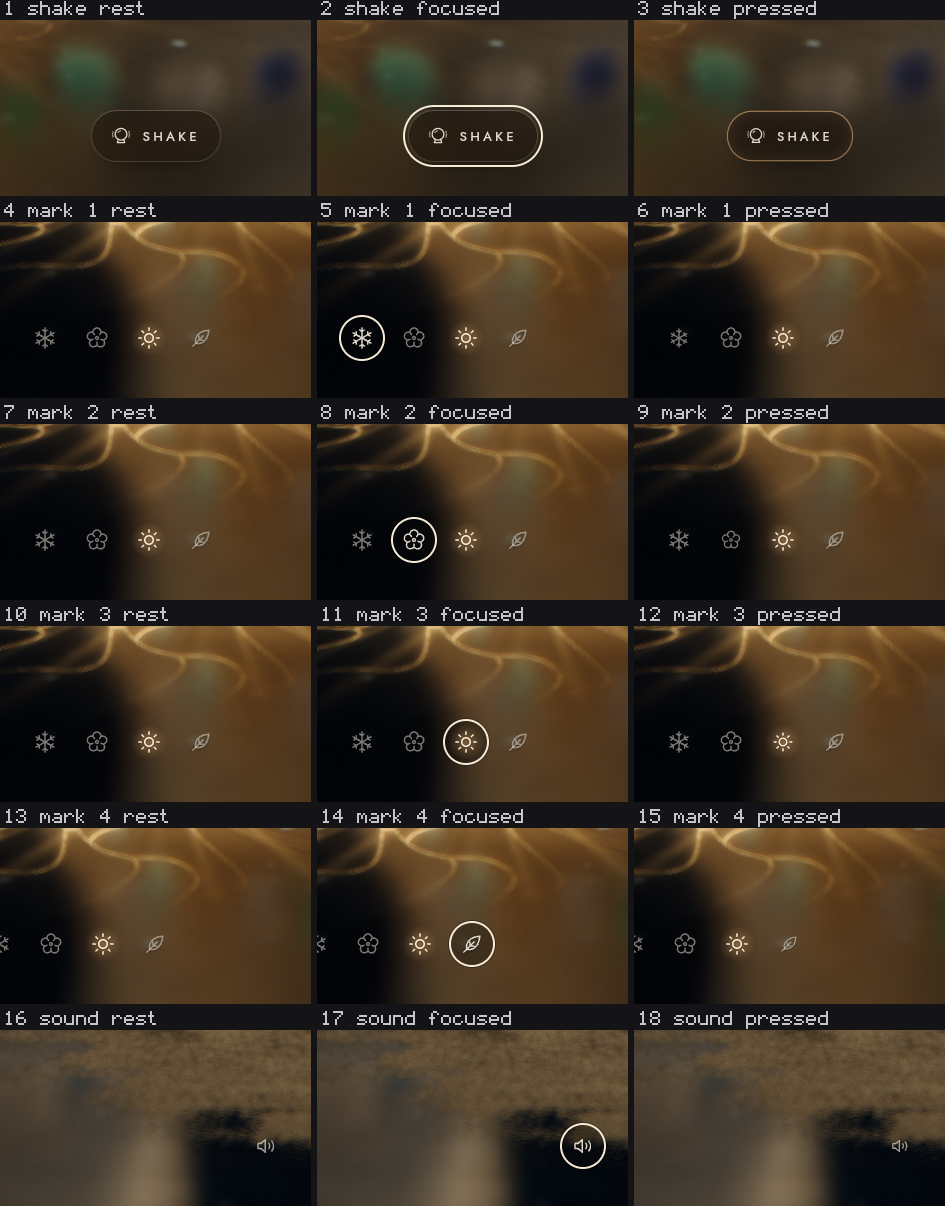 1 shake rest
2 shake focused
3 shake pressed
SHAKE
SHAKE
SHAKE
4 mark 1 rest
5 mark 1 focused
6 mark 1 pressed
7 mark 2 rest
8 mark 2 focused
9 mark 2 pressed
10 mark 3 rest
11 mark 3 focused
12 mark 3 pressed
13 mark 4 rest
14 mark 4 focused
15 mark 4 pressed
16 sound rest
17 sound focused
18 sound pressed